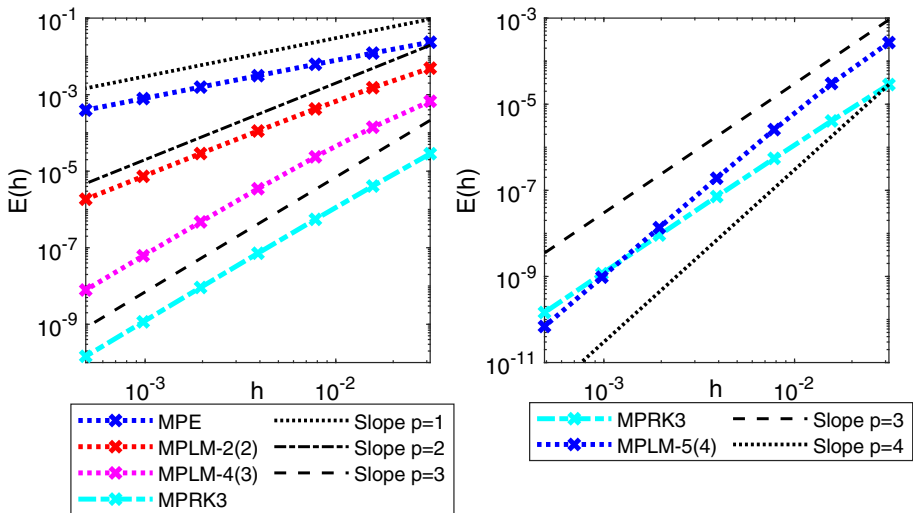 10^-1
10^-3
10^-5
10^-7
10^-9
E(h)
10^-3
h
10^-2
MPE
MPLM-2(2)
MPLM-4(3)
MPRK3
Slope p=1
Slope p=2
Slope p=3
10^-3
10^-5
10^-7
10^-9
10^-11
E(h)
10^-3
h
10^-2
MPRK3
MPLM-5(4)
Slope p=3
Slope p=4